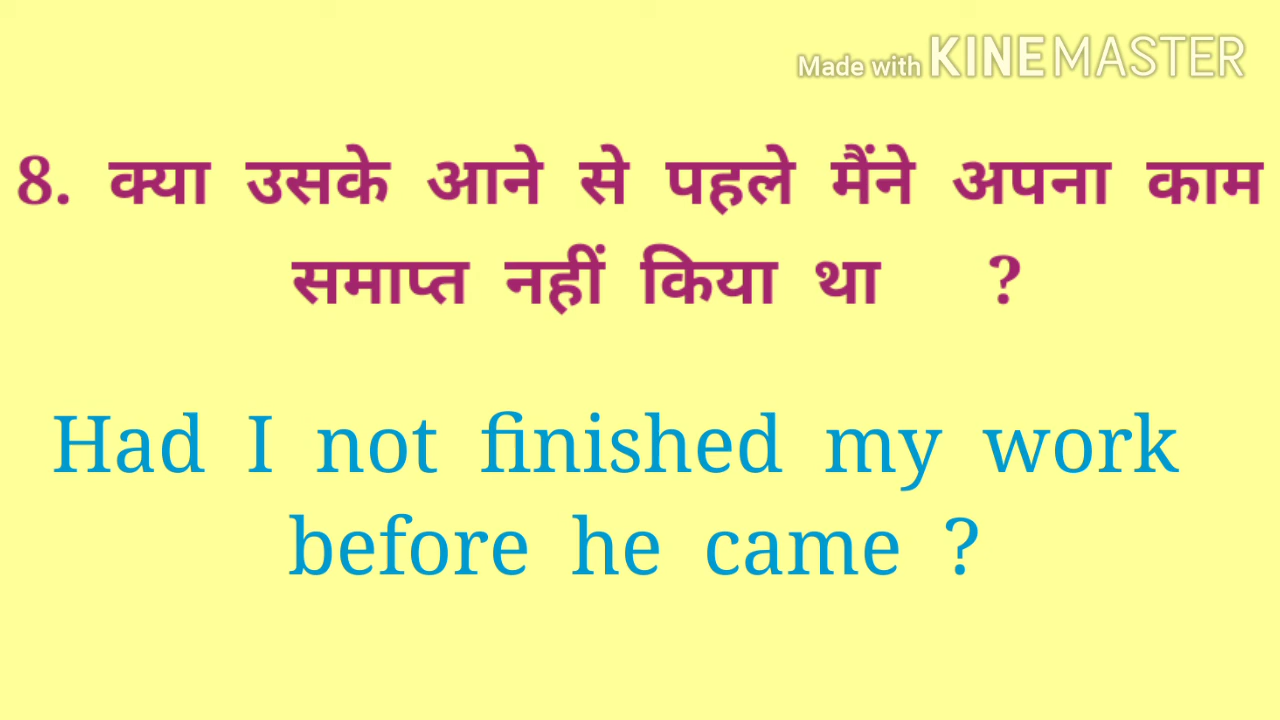 Made with KINEMASTER
8. क्या उसके आने से पहले मैंने अपना काम
समाप्त नहीं किया था ?
Had I not finished my work
before he came ?